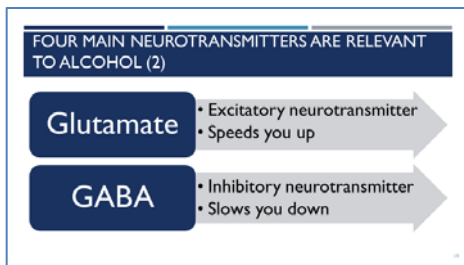 FOUR MAIN NEUROTRANSMITTERS ARE RELEVANT
TO ALCOHOL (2)
Glutamate
• Excitatory neurotransmitter
• Speeds you up
GABA
• Inhibitory neurotransmitter
• Slows you down